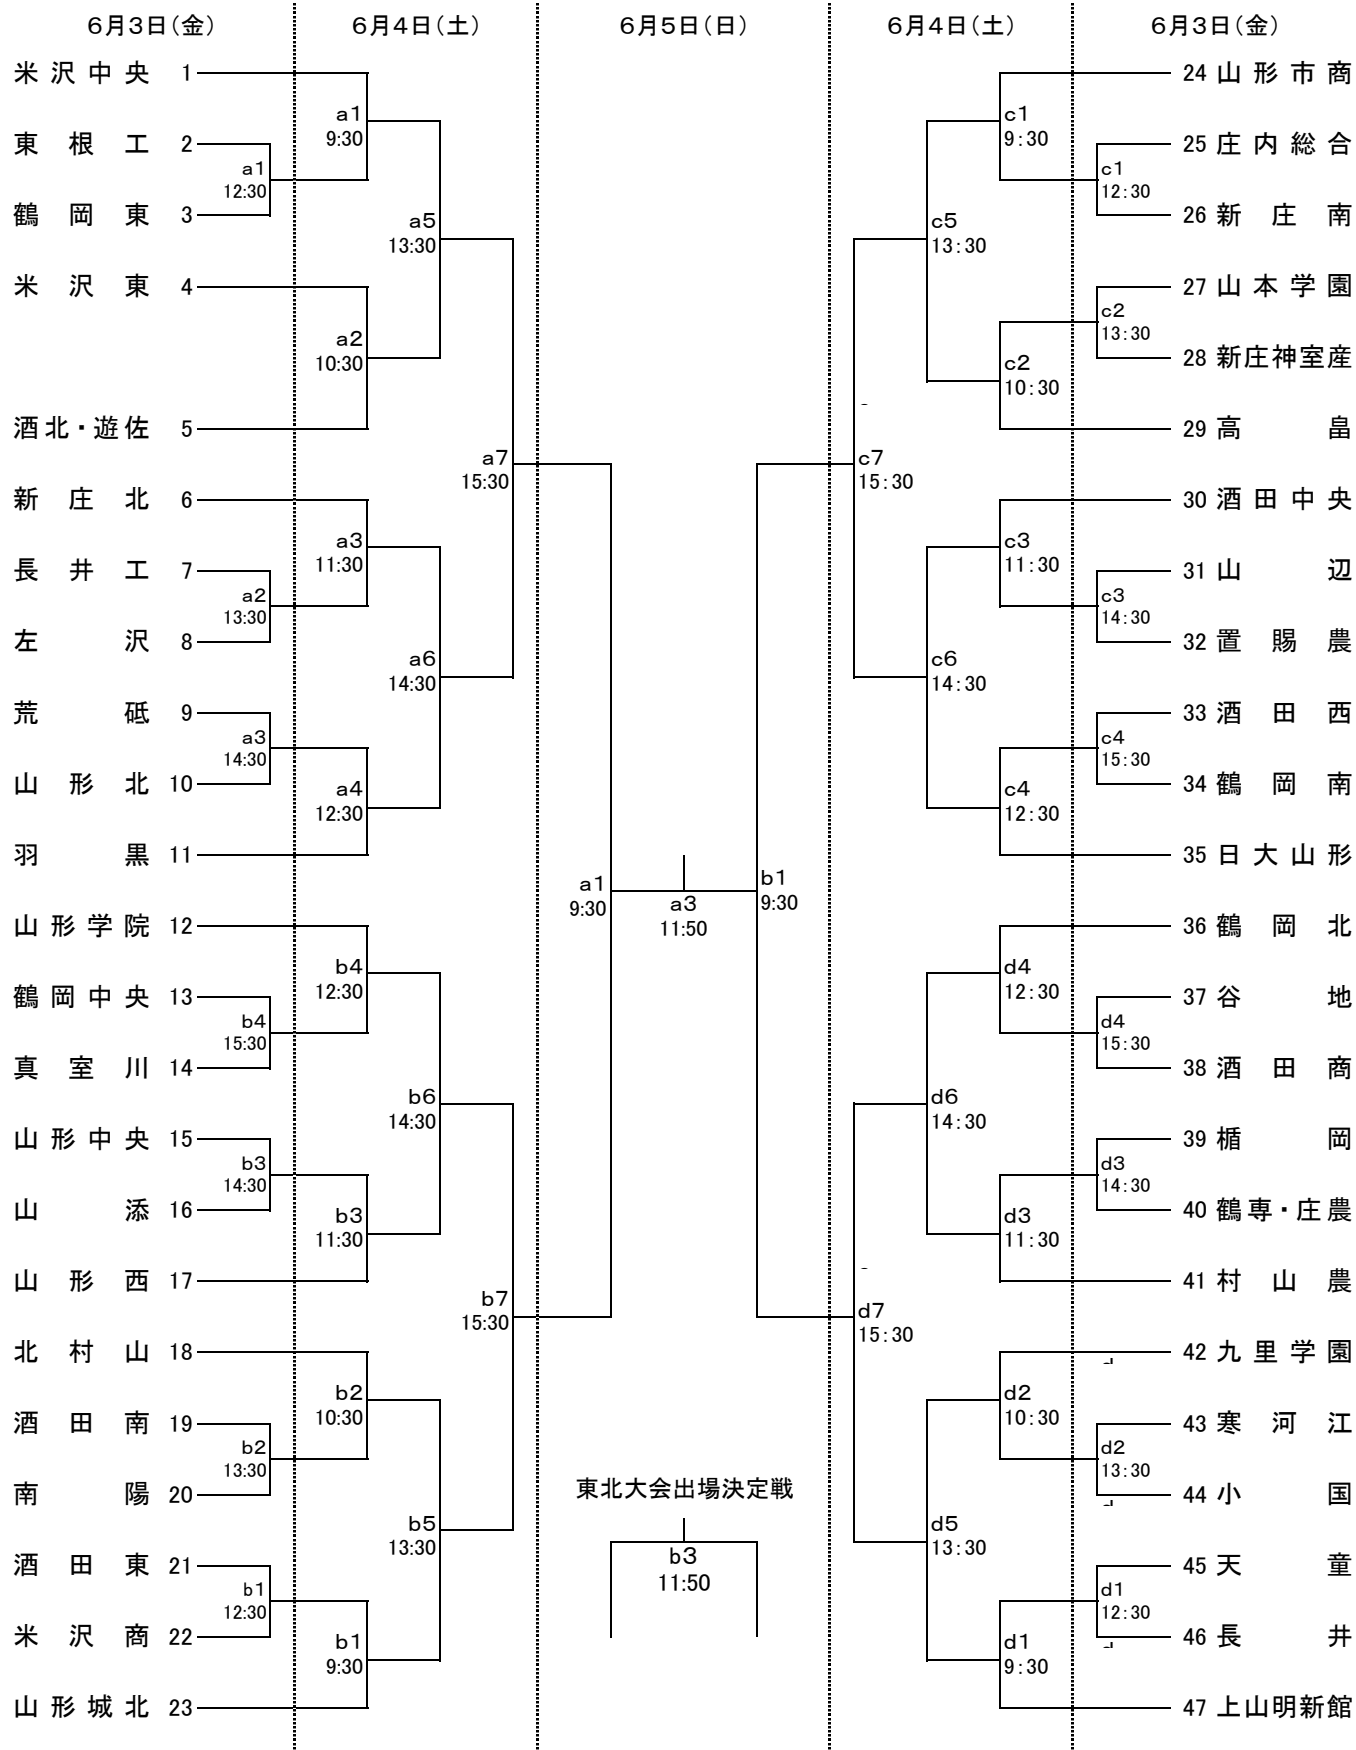 6月3日(金) 6月4日(土) 6月5日(日) 6月4日(土) 6月3日(金)
米沢中央 1
東根工 2
鶴岡東 3
米沢東 4
酒北・遊佐 5
新庄北 6
長井工 7
左沢 8
荒砥 9
山形北 10
羽黒 11
山形学院 12
鶴岡中央 13
真室川 14
山形中央 15
山添 16
山形西 17
北村山 18
酒田南 19
南陽 20
酒田東 21
米沢商 22
山形城北 23
a1
12:30
a2
13:30
a3
14:30
b4
15:30
b3
14:30
b2
13:30
b1
12:30
a1
9:30
a2
10:30
a3
11:30
a4
12:30
b4
12:30
b3
11:30
b2
10:30
b1
9:30
a5
13:30
a6
14:30
b6
14:30
b5
13:30
a7
15:30
b7
15:30
a1
9:30
a3
11:50
b1
9:30
東北大会出場決定戦
b3
11:50
c7
15:30
d7
15:30
c5
13:30
c6
14:30
d6
14:30
d5
13:30
c1
9:30
c2
10:30
c3
11:30
c4
12:30
d4
12:30
d3
11:30
d2
10:30
d1
9:30
c1
12:30
c2
13:30
c3
14:30
c4
15:30
d4
15:30
d3
14:30
d2
13:30
d1
12:30
24 山形市商
25 庄内総合
26 新庄南
27 山本学園
28 新庄神室産
29 高畠
30 酒田中央
31 山辺
32 置賜農
33 酒田西
34 鶴岡南
35 日大山形
36 鶴岡北
37 谷地
38 酒田商
39 楯岡
40 鶴専・庄農
41 村山農
42 九里学園
43 寒河江
44 小国
45 天童
46 長井
47 上山明新館